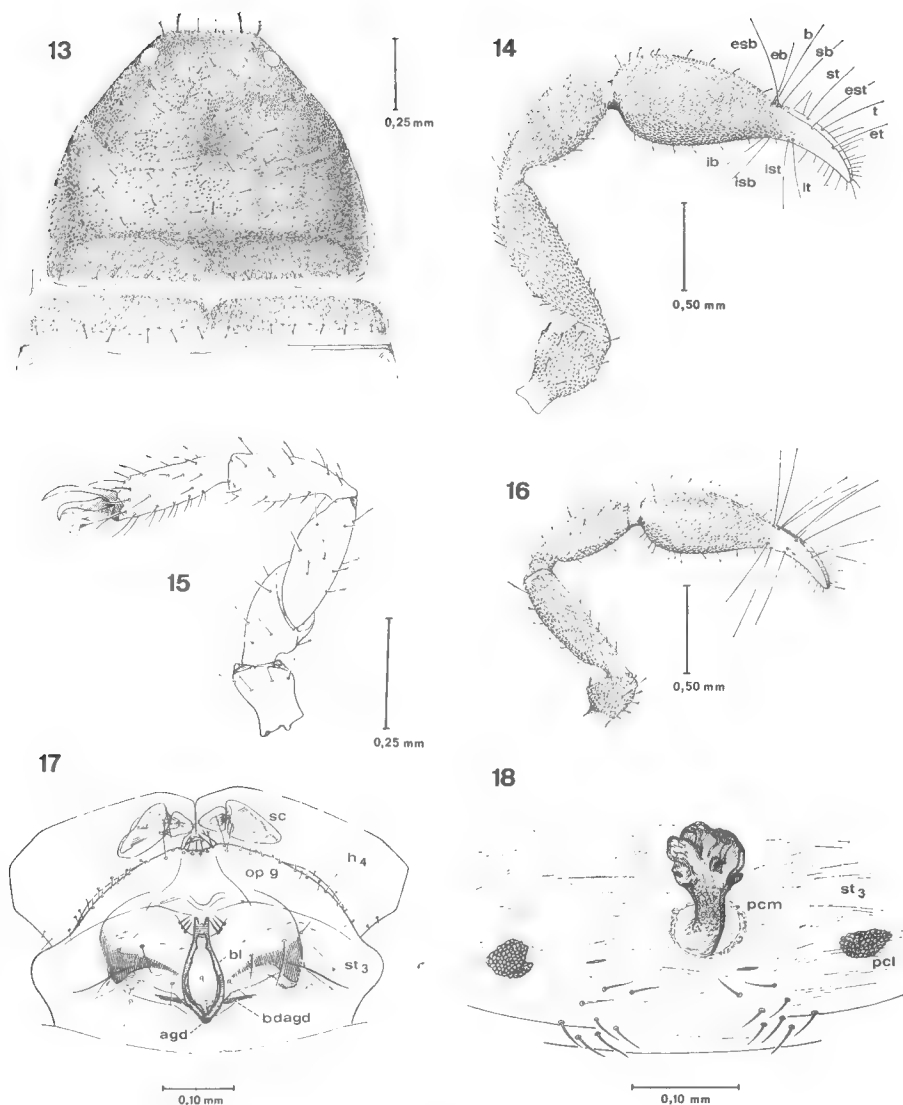 13
0,25 mm
14
esb
eb
b
sb
st
est
t
et
ib
isb
ist
it
0,50 mm
15
0,25 mm
16
0,50 mm
17
sc
h4
op g
st3
bl
bdagd
agd
0,10 mm
18
st3
pcm
pcl
0,10 mm